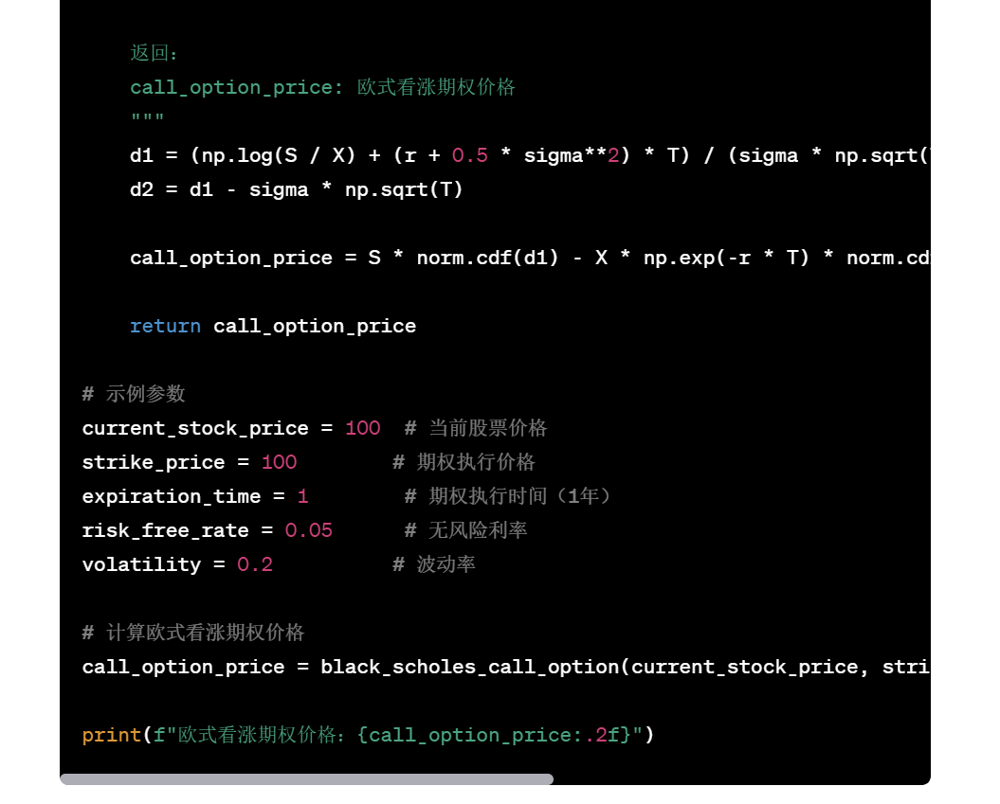 返回：
call_option_price: 欧式看涨期权价格
"""
d1 = (np.log(S / X) + (r + 0.5 * sigma**2) * T) / (sigma * np.sqrt(
d2 = d1 - sigma * np.sqrt(T)
call_option_price = S * norm.cdf(d1) - X * np.exp(-r * T) * norm.cd
return call_option_price
# 示例参数
current_stock_price = 100  # 当前股票价格
strike_price = 100        # 期权执行价格
expiration_time = 1        # 期权执行时间（1年）
risk_free_rate = 0.05      # 无风险利率
volatility = 0.2          # 波动率
# 计算欧式看涨期权价格
call_option_price = black_scholes_call_option(current_stock_price, stri
print(f"欧式看涨期权价格：{call_option_price:.2f}")